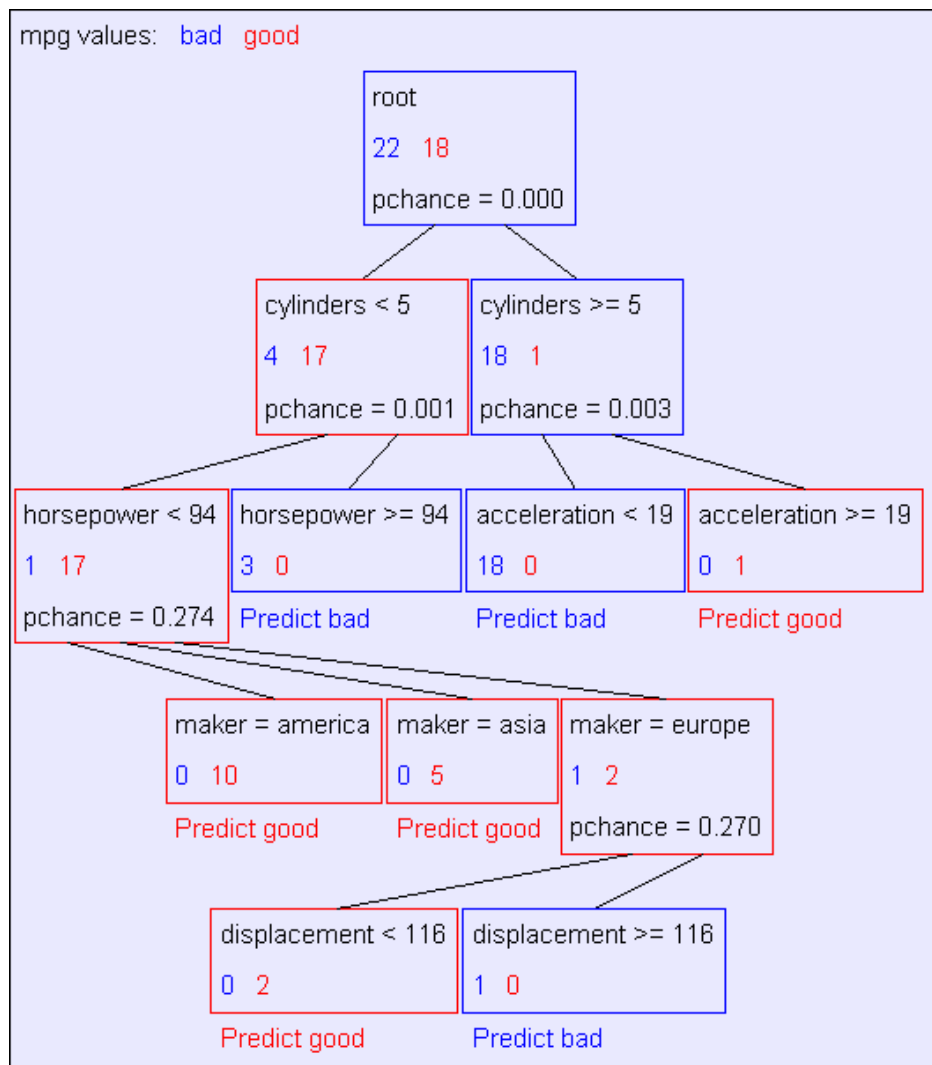 mpg values: bad good
root
22 18
pchance = 0.000
cylinders < 5
4 17
pchance = 0.001
cylinders >= 5
18 1
pchance = 0.003
horsepower < 94
1 17
pchance = 0.274
horsepower >= 94
3 0
Predict bad
acceleration < 19
18 0
Predict bad
acceleration >= 19
0 1
Predict good
maker = america
0 10
Predict good
maker = asia
0 5
Predict good
maker = europe
1 2
pchance = 0.270
displacement < 116
0 2
Predict good
displacement >= 116
1 0
Predict bad